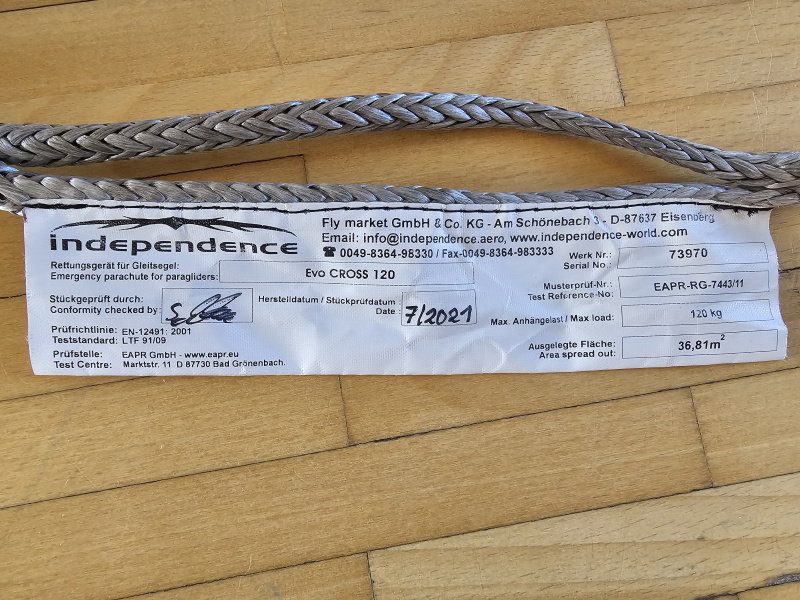 independence
Fly market GmbH & Co. KG - Am Schönebach 3 - D-87637 Eisenberg
Email: info@independence.aero, www.independence-world.com
☎ 0049-8364-98330 / Fax-0049-8364-983333
Rettungsgerät für Gleitsegel:
Emergency parachute for paragliders:
Evo CROSS 120
Werk Nr.:
Serial No.:
73970
Stückgeprüft durch:
Conformity checked by:
Herstelldatum / Stückprüfdatum :
Date :
7/2021
Musterprüf-Nr.:
Test Reference-No:
EAPR-RG-7443/11
Max. Anhängelast / Max load:
120 kg
Prüfrichtlinie: EN-12491: 2001
Teststandard: LTF 91/09
Prüfstelle: EAPR GmbH - www.eapr.eu
Test Centre: Marktstr. 11 D 87730 Bad Grönenbach.
Ausgelegte Fläche:
Area spread out:
36,81m²